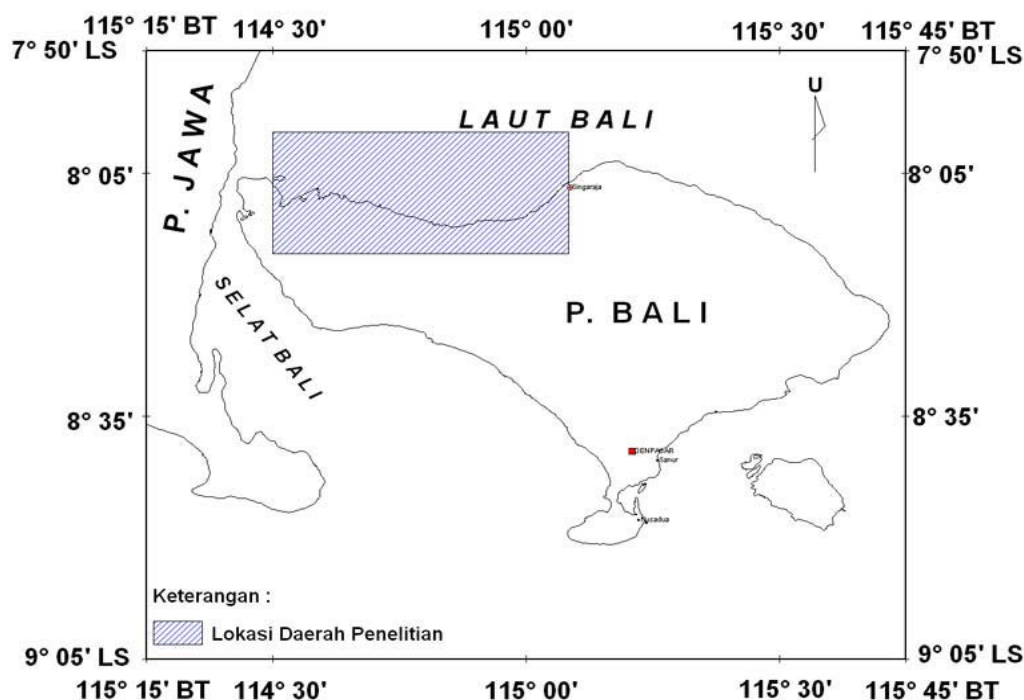 115° 15' BT 114° 30' 115° 00' 115° 30' 115° 45' BT
7° 50' LS 7° 50' LS
U
P. JAWA
LAUT BALI
8° 05' 8° 05'
Singaraja
SELAT BALI
P. BALI
8° 35' 8° 35'
DENPASAR
Sanur
Nusadua
Keterangan :
Lokasi Daerah Penelitian
9° 05' LS 9° 05' LS
115° 15' BT 114° 30' 115° 00' 115° 30' 115° 45' BT